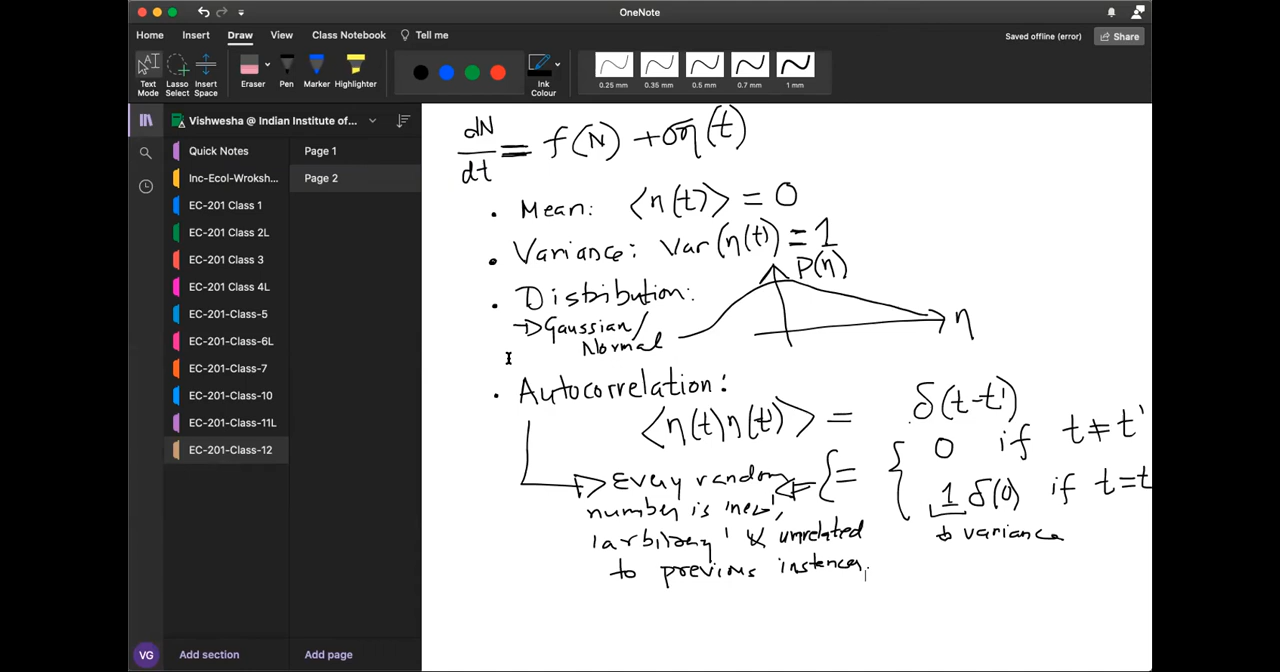 OneNote
Home Insert Draw View Class Notebook Tell me
Saved offline (error) Share
Text Mode
Lasso Select
Insert Space
Eraser
Pen
Marker
Highlighter
Ink Colour
0.25 mm 0.35 mm 0.5 mm 0.7 mm 1 mm
Vishwesha @ Indian Institute of...
Quick Notes
Inc-Ecol-Wroksh...
EC-201 Class 1
EC-201 Class 2L
EC-201 Class 3
EC-201 Class 4L
EC-201-Class-5
EC-201-Class-6L
EC-201-Class-7
EC-201-Class-10
EC-201-Class-11L
EC-201-Class-12
VG Add section
Page 1
Page 2
Add page
dN/dt = f(N) + ση(t)
• Mean: <η(t)> = 0
• Variance: Var(η(t)) = 1
P(η)
• Distribution:
→ Gaussian/
Normal
η
• Autocorrelation:
<η(t)η(t')> = δ(t-t')
= { 0 if t ≠ t'
1 δ(0) if t = t
↳ variance
Every random
number is new,
'arbitrary' & unrelated
to previous instances,